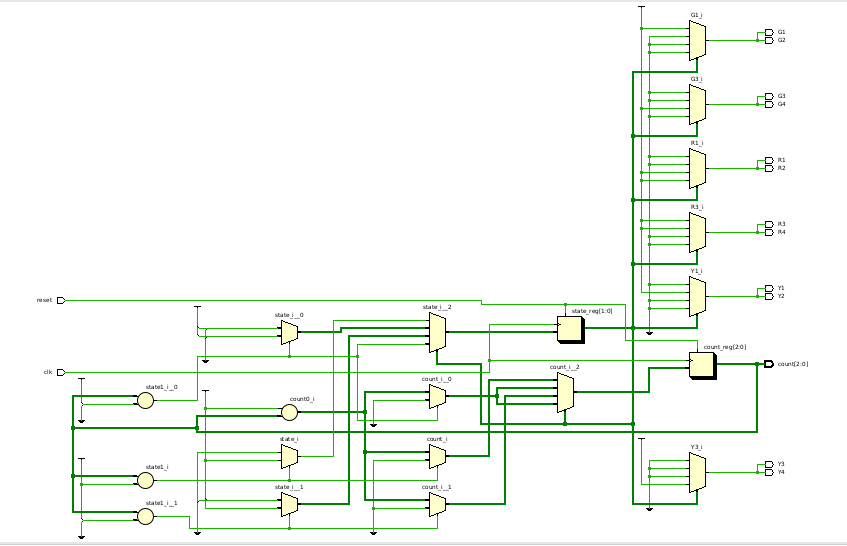 G1_i
G1
G2
G3_i
G3
G4
R1_i
R1
R2
R3_i
R3
R4
Y1_i
Y1
Y2
reset
state_i__0
state_i__2
state_reg[1:0]
count_reg[2:0]
clk
count[2:0]
state1_i__0
count0_i
count_i__0
count_i__2
state_i
count_i
Y3_i
Y3
Y4
state1_i
state_i__1
count_i__1
state1_i__1